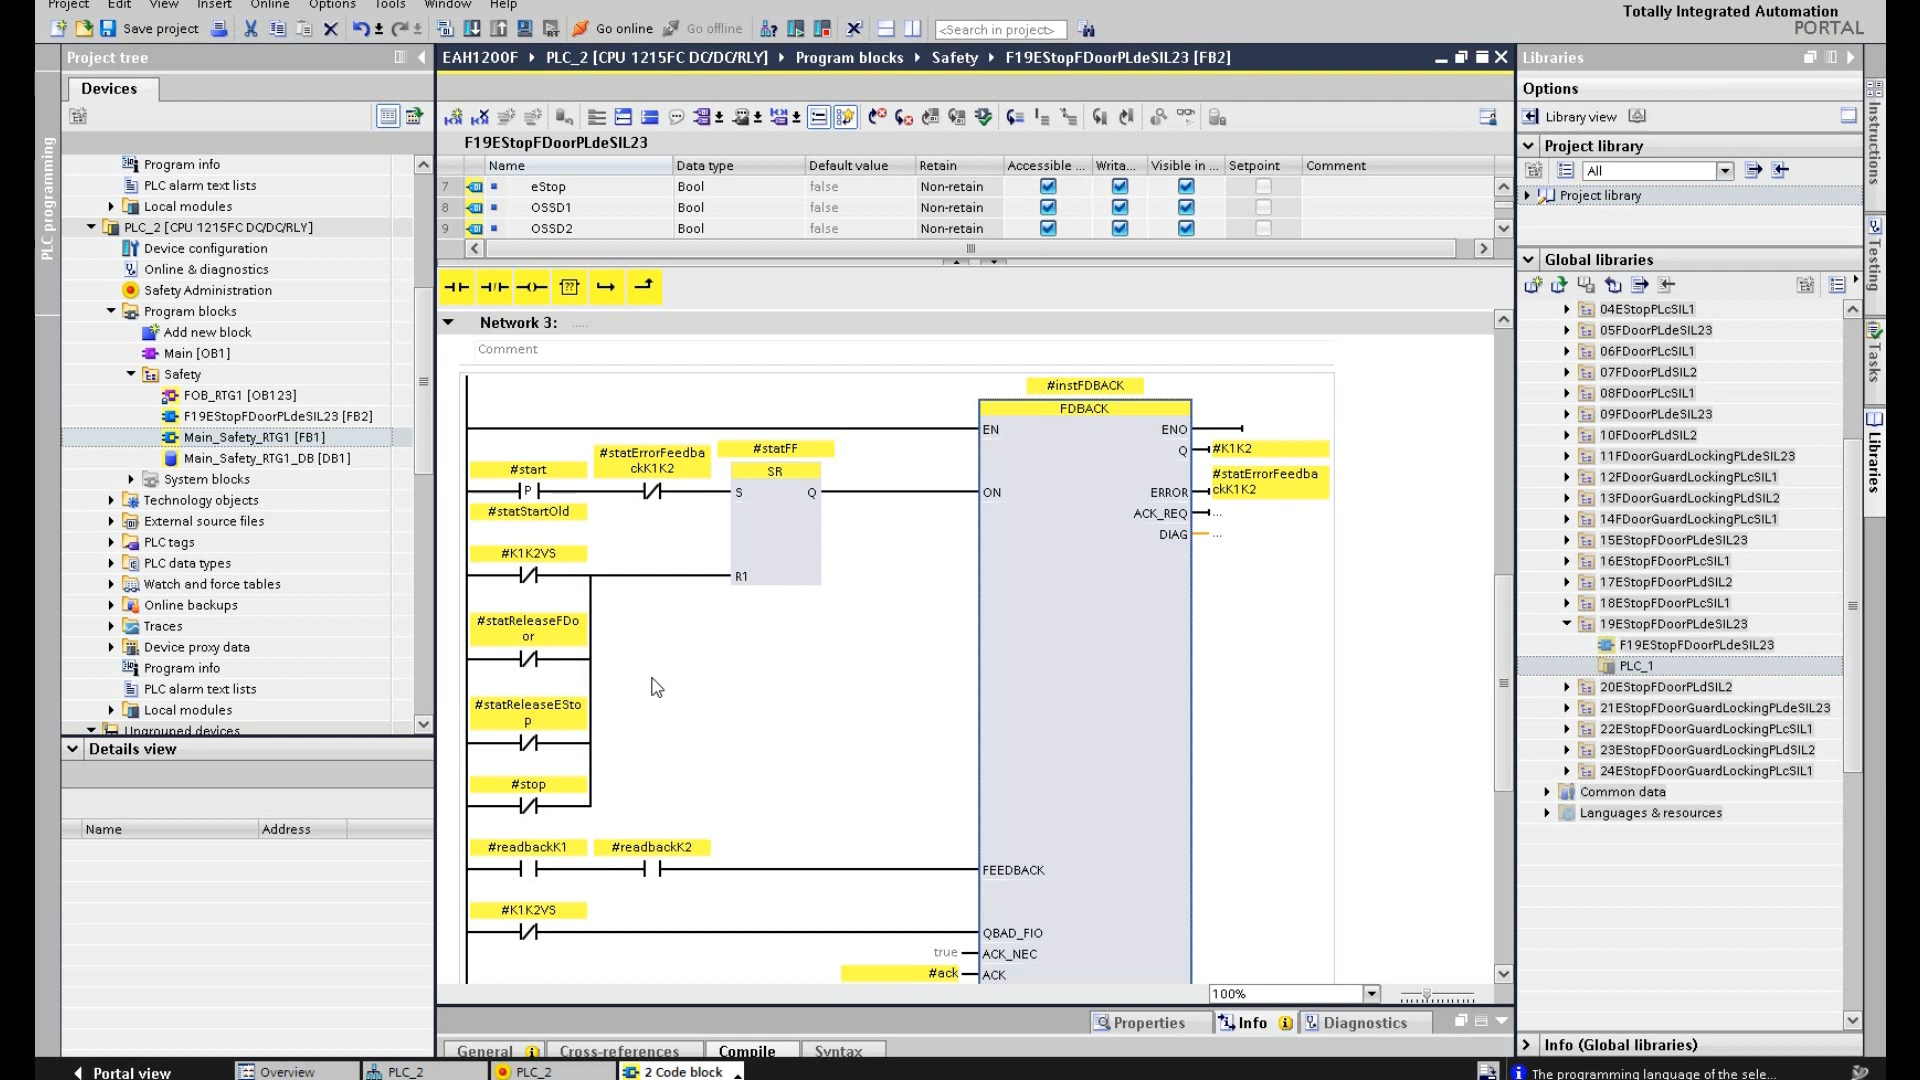 Project Edit View Insert Online Options Tools Window Help
Totally Integrated Automation
PORTAL
Save project
Go online
Go offline
<Search in project>
Project tree
EAH1200F
PLC_2 [CPU 1215FC DC/DC/RLY]
Program blocks
Safety
F19EStopFDoorPLdeSIL23 [FB2]
Libraries
Devices
Options
Library view
PLC programming
F19EStopFDoorPLdeSIL23
Name Data type Default value Retain Accessible ... Writa... Visible in ... Setpoint Comment
7 eStop Bool false Non-retain
8 OSSD1 Bool false Non-retain
9 OSSD2 Bool false Non-retain
Program info
PLC alarm text lists
Local modules
PLC_2 [CPU 1215FC DC/DC/RLY]
Device configuration
Online & diagnostics
Safety Administration
Program blocks
Add new block
Main [OB1]
Safety
FOB_RTG1 [OB123]
F19EStopFDoorPLdeSIL23 [FB2]
Main_Safety_RTG1 [FB1]
Main_Safety_RTG1_DB [DB1]
System blocks
Technology objects
External source files
PLC tags
PLC data types
Watch and force tables
Online backups
Traces
Device proxy data
Program info
PLC alarm text lists
Local modules
Ungrouped devices
Details view
Name Address
??
Network 3: .....
Comment
#instFDBACK
FDBACK
EN ENO
Q #K1K2
#statErrorFeedba
ckK1K2
#statFF
SR
#start
P
S Q
ON
#statErrorFeedba
ckK1K2
ERROR
#statStartOld
ACK_REQ ...
DIAG ...
#K1K2VS
R1
#statReleaseFDo
or
#statReleaseESto
p
#stop
#readbackK1 #readbackK2
FEEDBACK
#K1K2VS
QBAD_FIO
true ACK_NEC
#ack ACK
100%
Properties
Info
Diagnostics
General
Cross-references
Compile
Syntax
Program library
All
Project library
Global libraries
04EStopPLcSIL1
05FDoorPLdeSIL23
06FDoorPLcSIL1
07FDoorPLdSIL2
08FDoorPLcSIL1
09FDoorPLdeSIL23
10FDoorPLdSIL2
11FDoorGuardLockingPLdeSIL23
12FDoorGuardLockingPLcSIL1
13FDoorGuardLockingPLdSIL2
14FDoorGuardLockingPLcSIL1
15EStopFDoorPLdeSIL23
16EStopFDoorPLcSIL1
17EStopFDoorPLdSIL2
18EStopFDoorPLcSIL1
19EStopFDoorPLdeSIL23
F19EStopFDoorPLdeSIL23
PLC_1
20EStopFDoorPLdSIL2
21EStopFDoorGuardLockingPLdeSIL23
22EStopFDoorGuardLockingPLcSIL1
23EStopFDoorGuardLockingPLdSIL2
24EStopFDoorGuardLockingPLcSIL1
Common data
Languages & resources
Info (Global libraries)
Instructions
Testing
Tasks
Libraries
Portal view
Overview
PLC_2
PLC_2
2 Code block
The programming language of the sele...